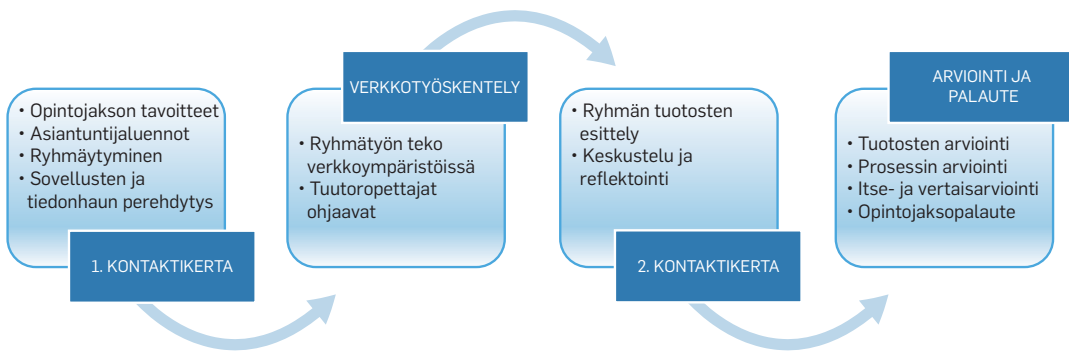 • Opintojakson tavoitteet
• Asiantuntijaluennot
• Ryhmäytyminen
• Sovellusten ja
tiedonhaun perehdytys
1. KONTAKTIKERTA
VERKKOTYÖSKENTELY
• Ryhmätyön teko
verkkoympäristöissä
• Tuutoropettajat
ohjaavat
• Ryhmän tuotosten
esittely
• Keskustelu ja
reflektointi
2. KONTAKTIKERTA
ARVIOINTI JA
PALAUTE
• Tuotosten arviointi
• Prosessin arviointi
• Itse- ja vertaisarviointi
• Opintojaksopalaute